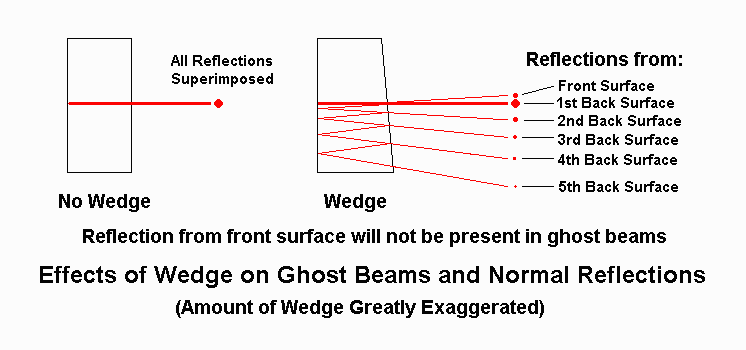 All Reflections
Superimposed
Reflections from:
Front Surface
1st Back Surface
2nd Back Surface
3rd Back Surface
4th Back Surface
5th Back Surface
No Wedge
Wedge
Reflection from front surface will not be present in ghost beams
Effects of Wedge on Ghost Beams and Normal Reflections
(Amount of Wedge Greatly Exaggerated)